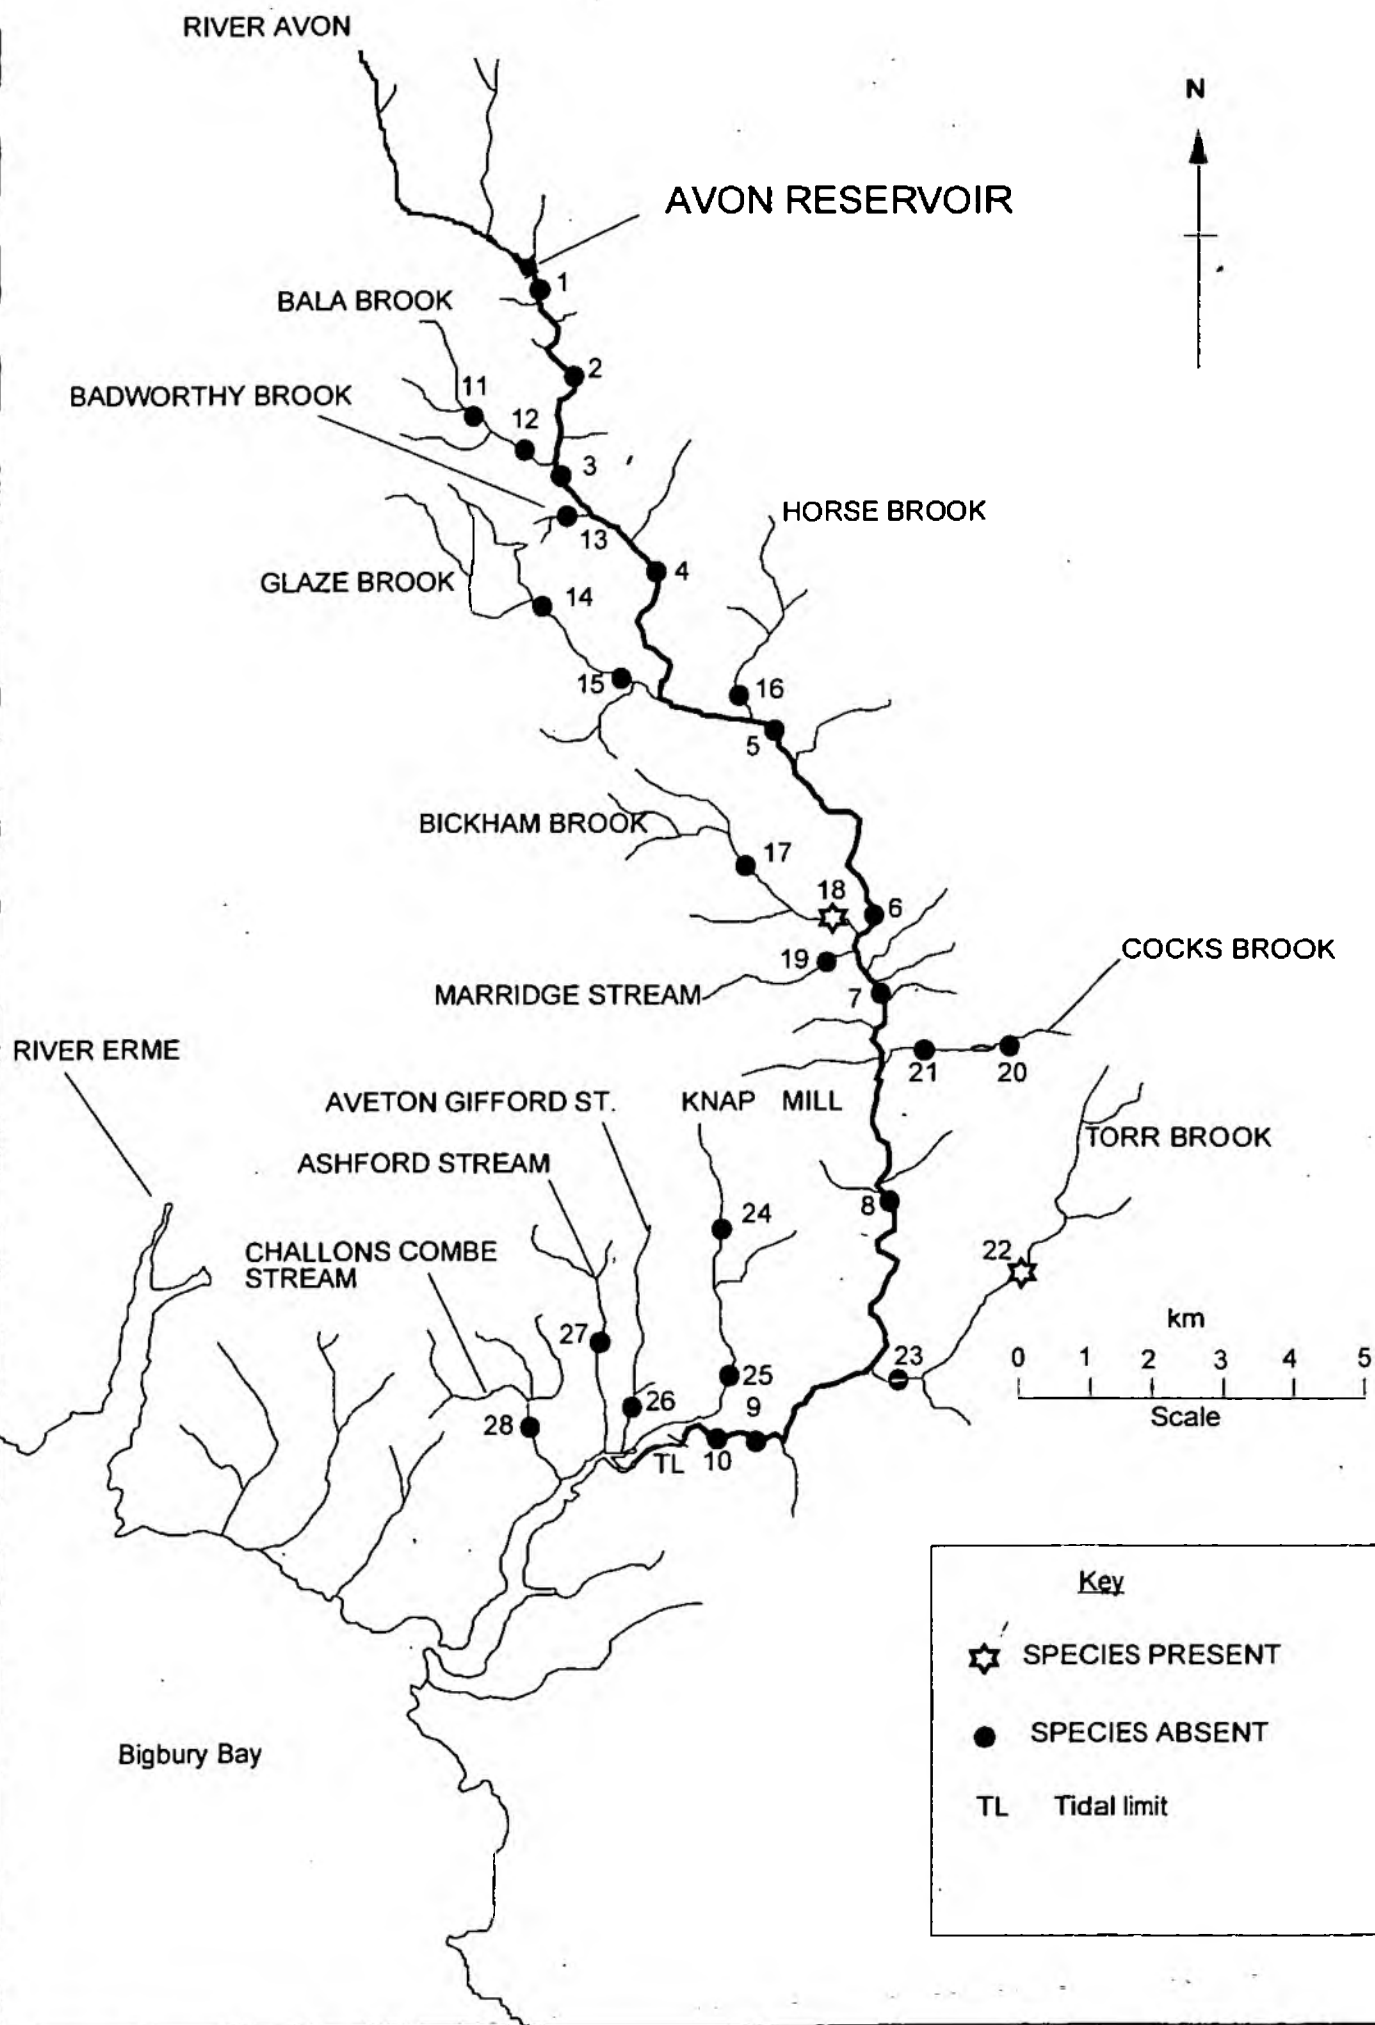 RIVER AVON
N
AVON RESERVOIR
1
BALA BROOK
2
11
BADWORTHY BROOK
12
3
HORSE BROOK
13
4
GLAZE BROOK
14
15
16
5
BICKHAM BROOK
17
18
6
COCKS BROOK
19
MARRIDGE STREAM
7
RIVER ERME
21
20
AVETON GIFFORD ST.
KNAP MILL
TORR BROOK
ASHFORD STREAM
8
24
22
CHALLONS COMBE
STREAM
km
27
23
0 1 2 3 4 5
25
26
9
Scale
28
TL
10
Key
SPECIES PRESENT
SPECIES ABSENT
Bigbury Bay
TL Tidal limit